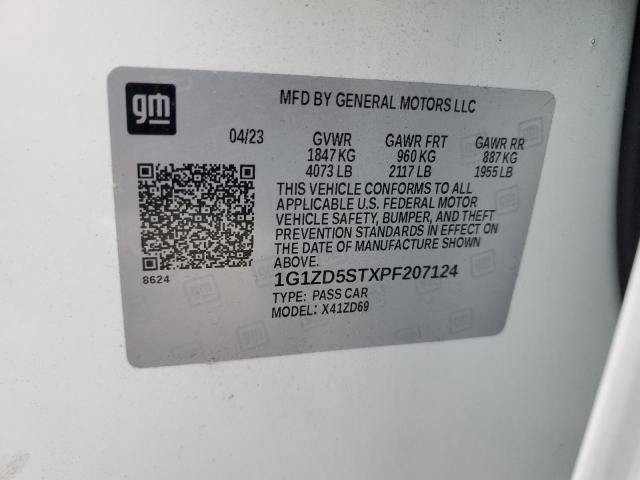 gm
MFD BY GENERAL MOTORS LLC
04/23 GVWR GAWR FRT GAWR RR
1847 KG 960 KG 887 KG
4073 LB 2117 LB 1955 LB
THIS VEHICLE CONFORMS TO ALL
APPLICABLE U.S. FEDERAL MOTOR
VEHICLE SAFETY, BUMPER, AND THEFT
PREVENTION STANDARDS IN EFFECT ON
THE DATE OF MANUFACTURE SHOWN
ABOVE.
8624
1G1ZD5STXPF207124
TYPE: PASS CAR
MODEL: X41ZD69